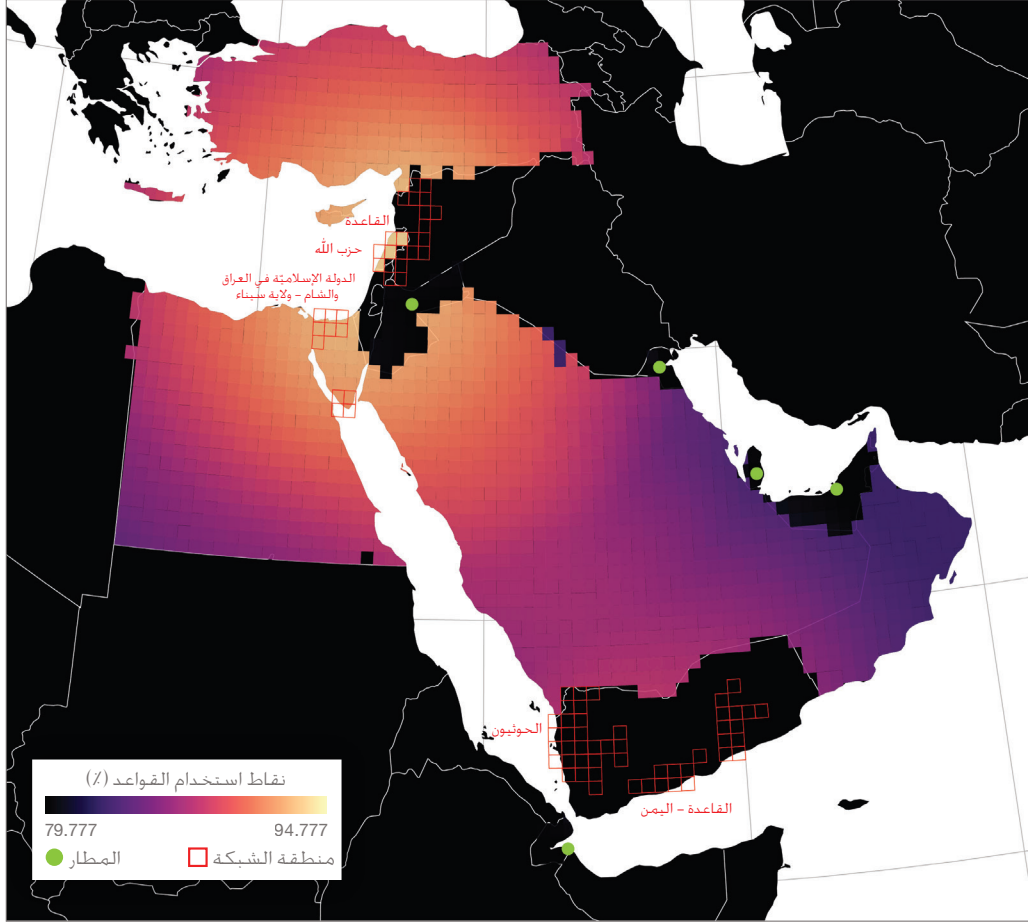 القاعدة
حزب الله
الدولة الإسلاميّة في العراق
والشام – ولاية سيناء
الحوثيون
القاعدة – اليمن
نقاط استخدام القواعد (٪)
79.777 94.777
المطار منطقة الشبكة